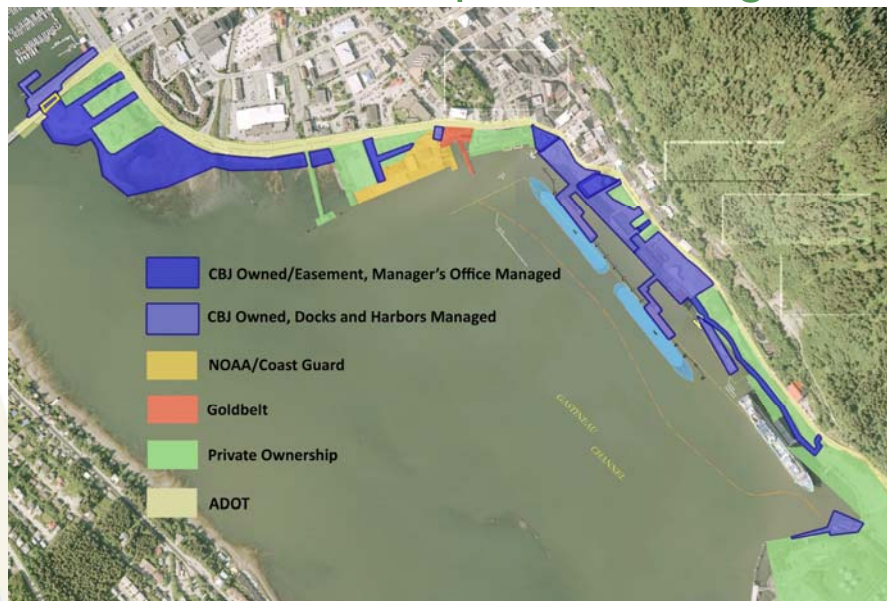 CBJ Owned/Easement, Manager's Office Managed
CBJ Owned, Docks and Harbors Managed
NOAA/Coast Guard
Goldbelt
Private Ownership
ADOT
GASTINEAU
CHANNEL